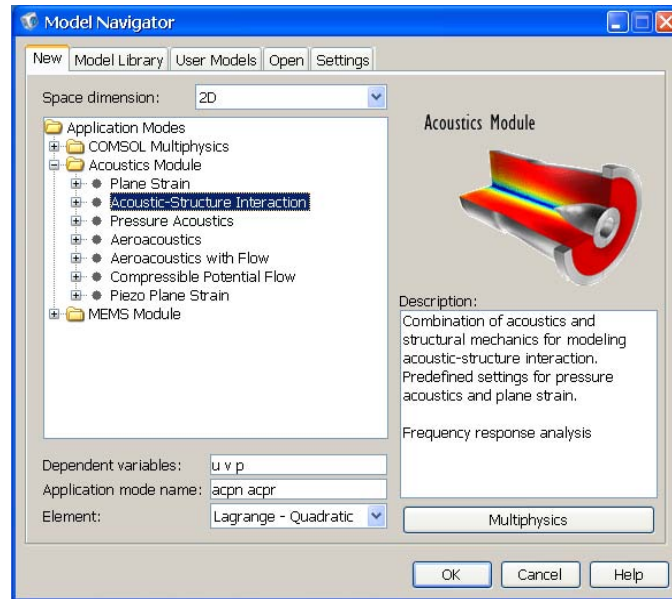 Model Navigator
New Model Library User Models Open Settings
Space dimension: 2D
Application Modes
COMSOL Multiphysics
Acoustics Module
Plane Strain
Acoustic-Structure Interaction
Pressure Acoustics
Aeroacoustics
Aeroacoustics with Flow
Compressible Potential Flow
Piezo Plane Strain
MEMS Module
Dependent variables: u v p
Application mode name: acpn acpr
Element: Lagrange - Quadratic
Acoustics Module
Description:
Combination of acoustics and
structural mechanics for modeling
acoustic-structure interaction.
Predefined settings for pressure
acoustics and plane strain.
Frequency response analysis
Multiphysics
OK Cancel Help